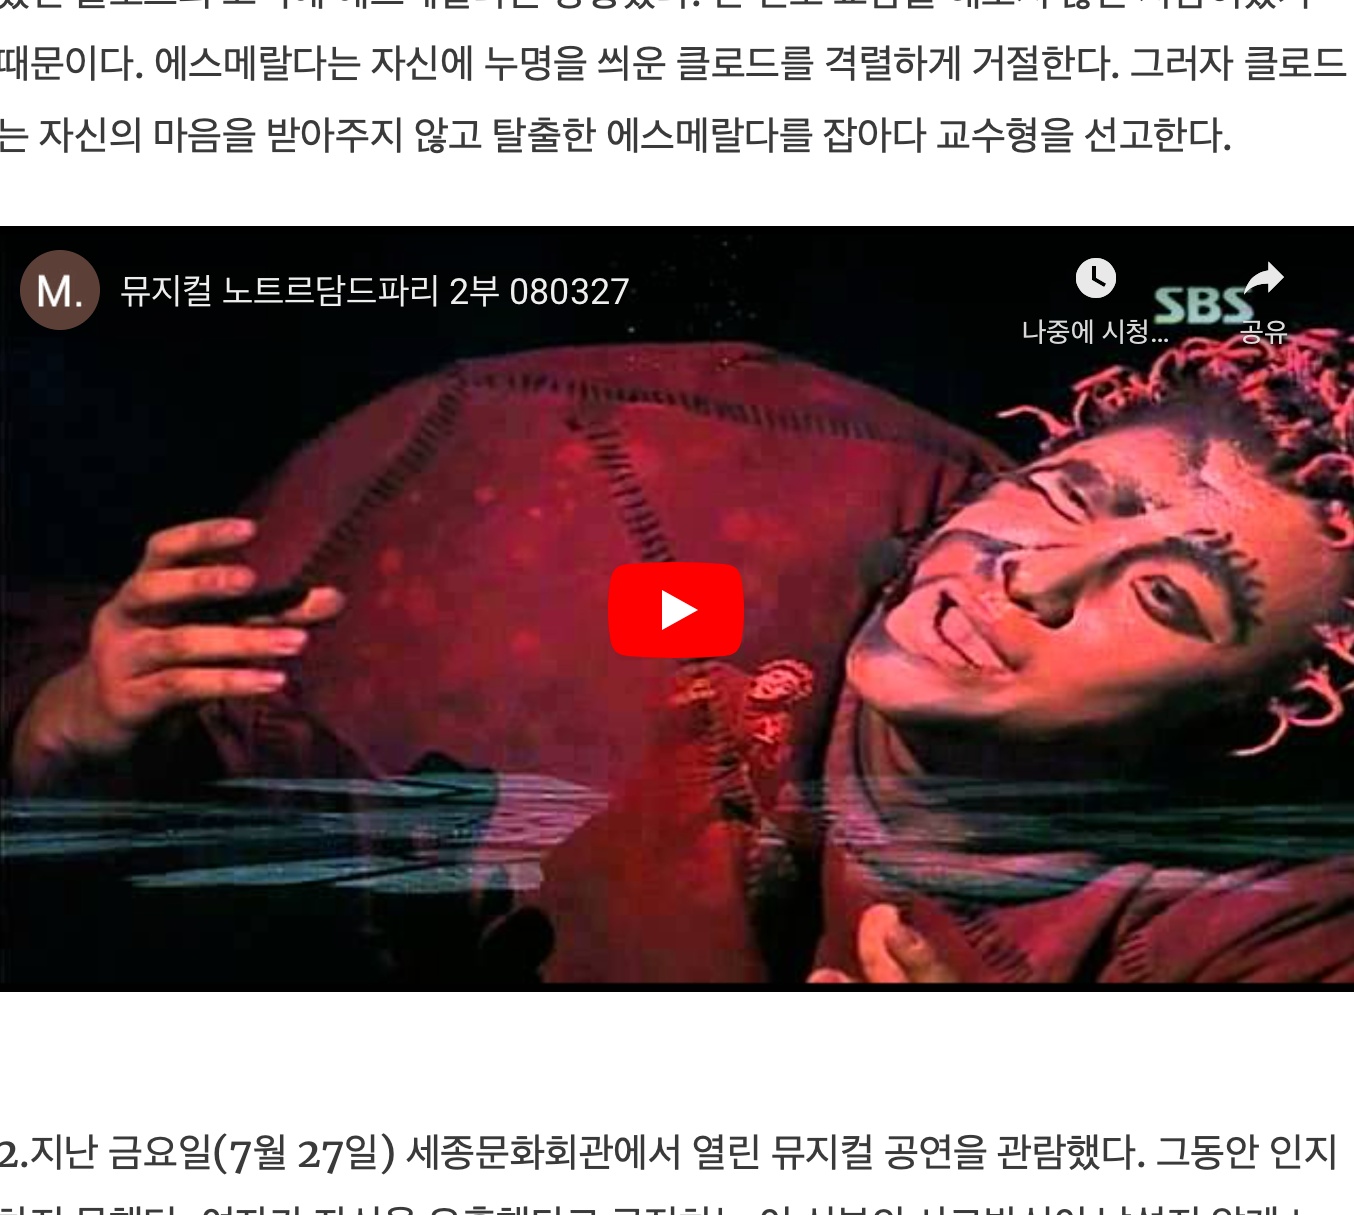 때문이다. 에스메랄다는 자신에 누명을 씌운 클로드를 격렬하게 거절한다. 그러자 클로드
는 자신의 마음을 받아주지 않고 탈출한 에스메랄다를 잡아다 교수형을 선고한다.
M. 뮤지컬 노트르담드파리 2부 080327
SBS
나중에 시청... 공유
2.지난 금요일(7월 27일) 세종문화회관에서 열린 뮤지컬 공연을 관람했다. 그동안 인지